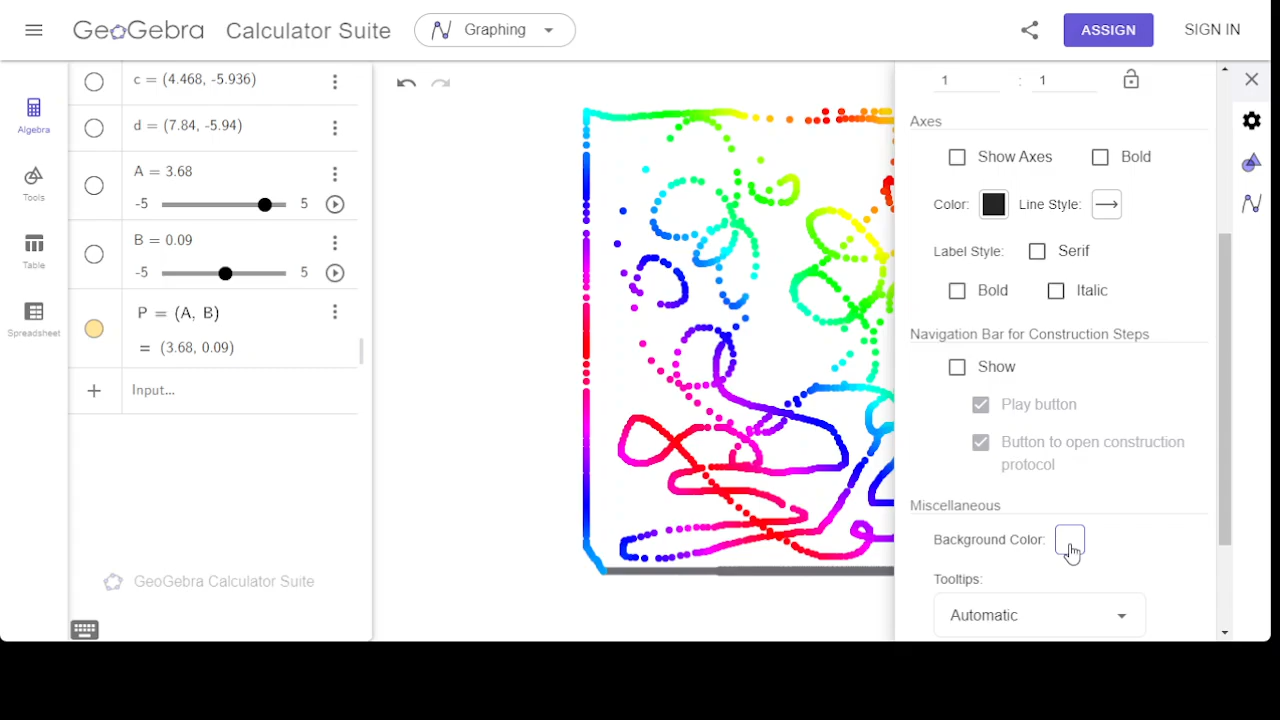 GeoGebra Calculator Suite Graphing ASSIGN SIGN IN
Algebra
Tools
Table
Spreadsheet
c = (4.468, -5.936)
d = (7.84, -5.94)
A = 3.68
-5 5
B = 0.09
-5 5
P = (A, B)
= (3.68, 0.09)
+ Input...
GeoGebra Calculator Suite
1 : 1
Axes
Show Axes Bold
Color: Line Style:
Label Style: Serif
Bold Italic
Navigation Bar for Construction Steps
Show
Play button
Button to open construction
protocol
Miscellaneous
Background Color:
Tooltips:
Automatic